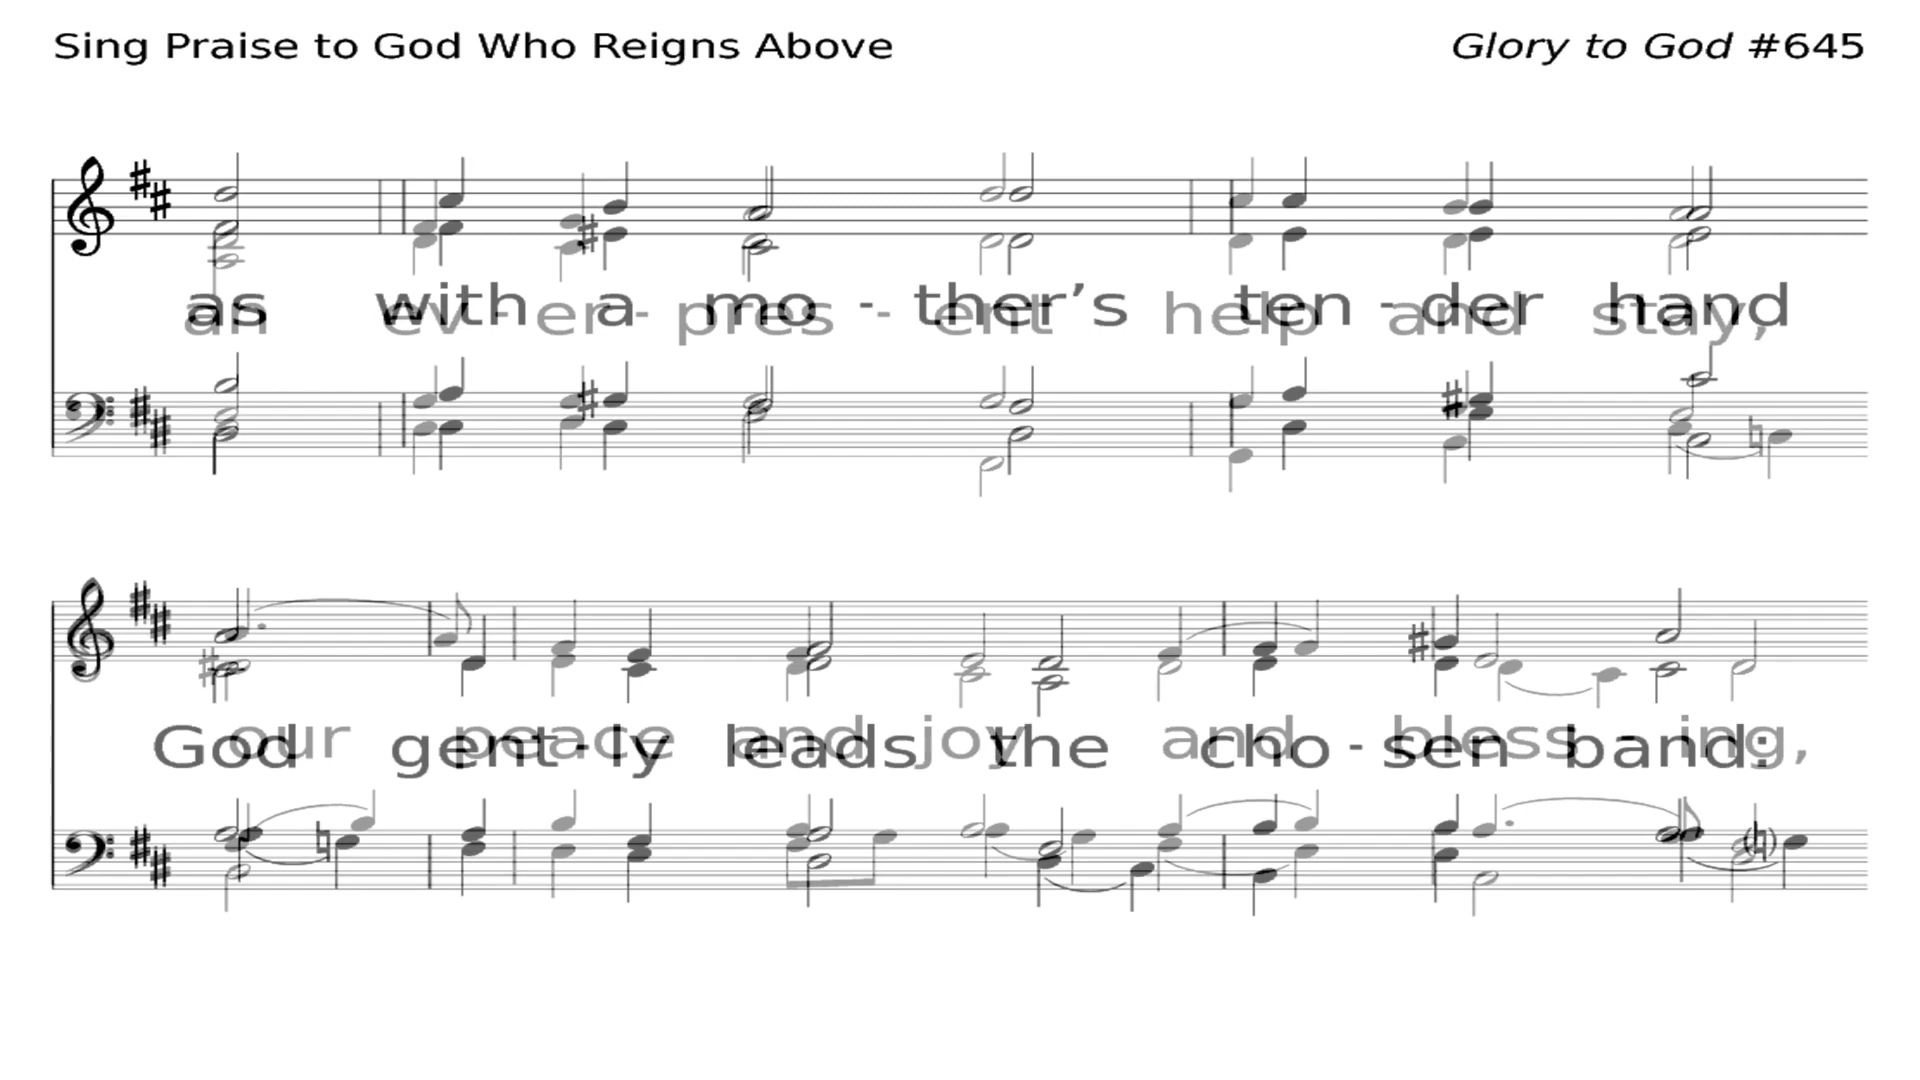 Sing Praise to God Who Reigns Above
Glory to God #645
as with a mo - ther’s ten - der hand
an ev - er - pres - ent help and stay,
God gent - ly leads the cho - sen band:
our peace and joy and bless - ing,